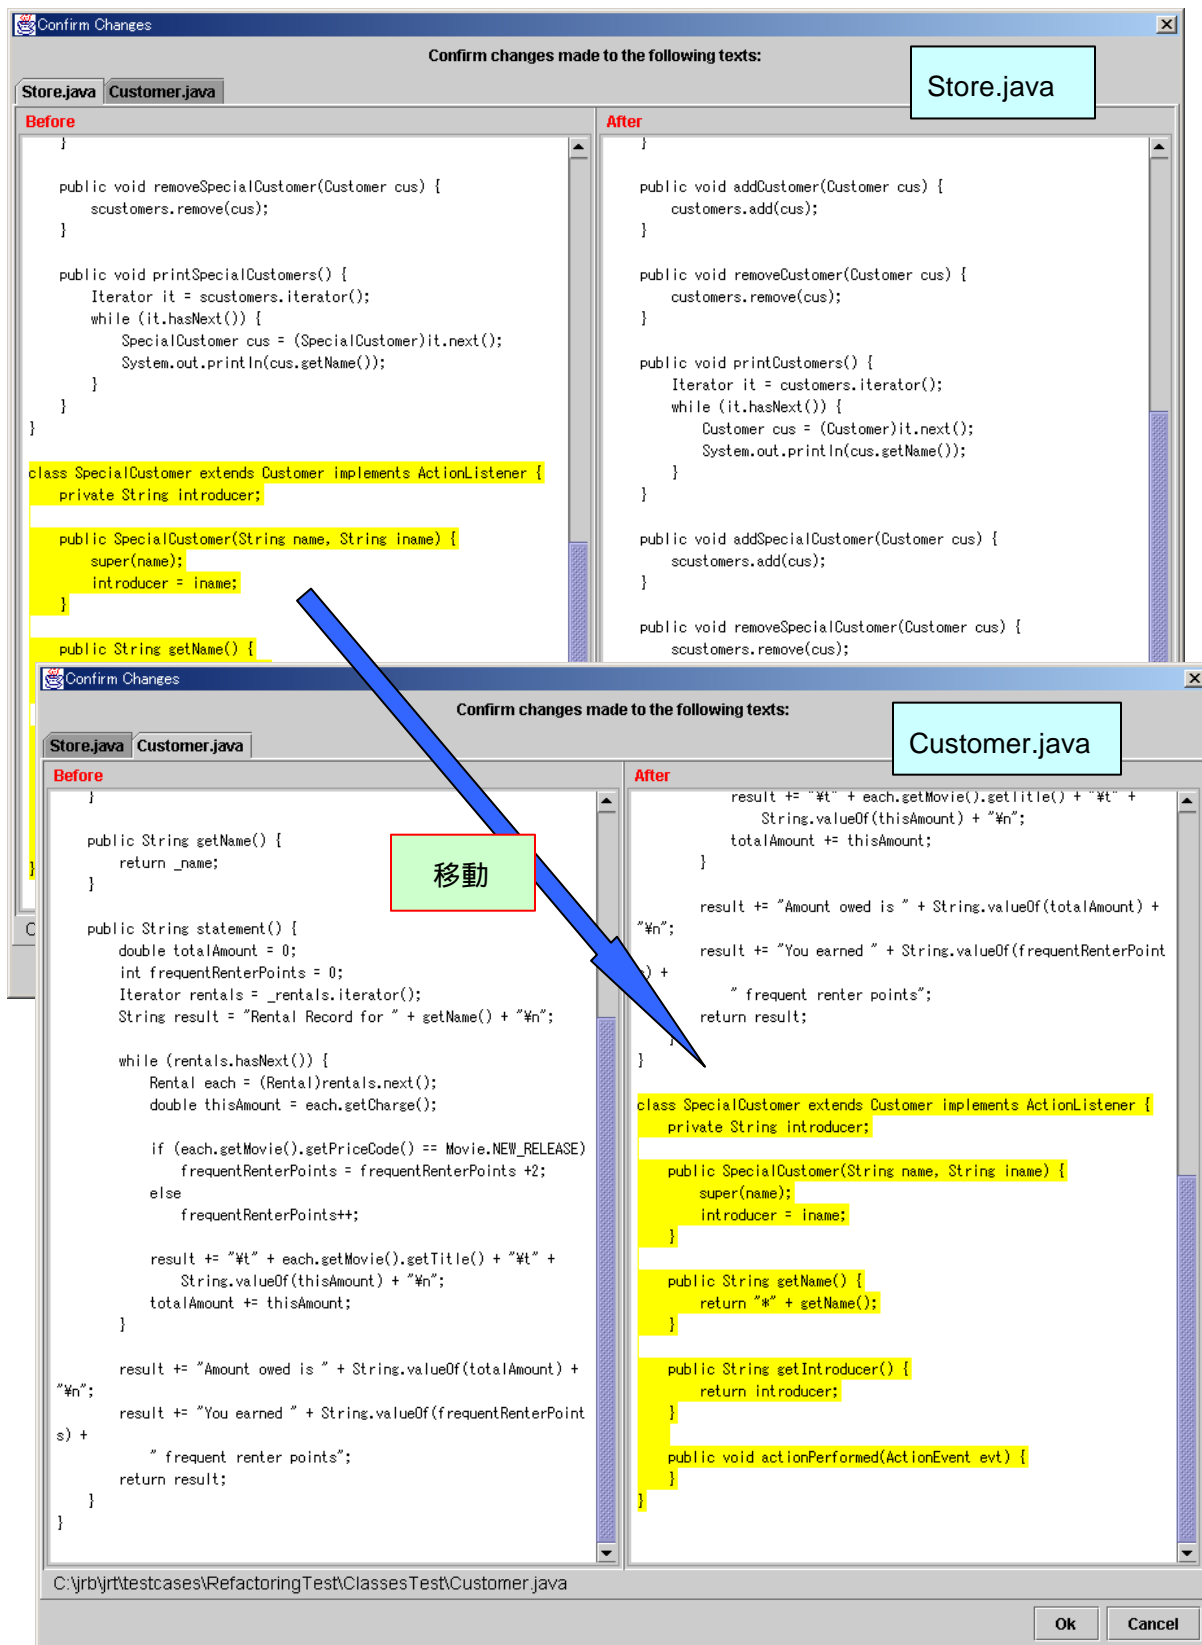 Confirm Changes
Confirm changes made to the following texts:
Store.java
Store.java Customer.java
Before
}
public void removeSpecialCustomer(Customer cus) {
scustomers.remove(cus);
}
public void printSpecialCustomers() {
Iterator it = scustomers.iterator();
while (it.hasNext()) {
SpecialCustomer cus = (SpecialCustomer)it.next();
System.out.println(cus.getName());
}
}
}
class SpecialCustomer extends Customer implements ActionListener {
private String introducer;
public SpecialCustomer(String name, String iname) {
super(name);
introducer = iname;
}
public String getName() {
}
After
}
public void addCustomer(Customer cus) {
customers.add(cus);
}
public void removeCustomer(Customer cus) {
customers.remove(cus);
}
public void printCustomers() {
Iterator it = customers.iterator();
while (it.hasNext()) {
Customer cus = (Customer)it.next();
System.out.println(cus.getName());
}
}
public void addSpecialCustomer(Customer cus) {
scustomers.add(cus);
}
public void removeSpecialCustomer(Customer cus) {
scustomers.remove(cus);
C
Confirm Changes
Confirm changes made to the following texts:
Customer.java
Store.java Customer.java
Before
}
public String getName() {
return _name;
}
移動
public String statement() {
double totalAmount = 0;
int frequentRenterPoints = 0;
Iterator rentals = _rentals.iterator();
String result = "Rental Record for " + getName() + "¥n";
while (rentals.hasNext()) {
Rental each = (Rental)rentals.next();
double thisAmount = each.getCharge();
if (each.getMovie().getPriceCode() == Movie.NEW_RELEASE)
frequentRenterPoints = frequentRenterPoints +2;
else
frequentRenterPoints++;
result += "¥t" + each.getMovie().getTitle() + "¥t" +
String.valueOf(thisAmount) + "¥n";
totalAmount += thisAmount;
}
result += "Amount owed is " + String.valueOf(totalAmount) +
"¥n";
result += "You earned " + String.valueOf(frequentRenterPoint
s) +
" frequent renter points";
return result;
}
}
After
result += "¥t" + each.getMovie().getTitle() + "¥t" +
String.valueOf(thisAmount) + "¥n";
totalAmount += thisAmount;
}
result += "Amount owed is " + String.valueOf(totalAmount) +
"¥n";
result += "You earned " + String.valueOf(frequentRenterPoint
) +
" frequent renter points";
return result;
}
}
class SpecialCustomer extends Customer implements ActionListener {
private String introducer;
public SpecialCustomer(String name, String iname) {
super(name);
introducer = iname;
}
public String getName() {
return "*" + getName();
}
public String getIntroducer() {
return introducer;
}
public void actionPerformed(ActionEvent evt) {
}
}
C:\jrb\jrt\testcases\RefactoringTest\ClassesTest\Customer.java
Ok Cancel